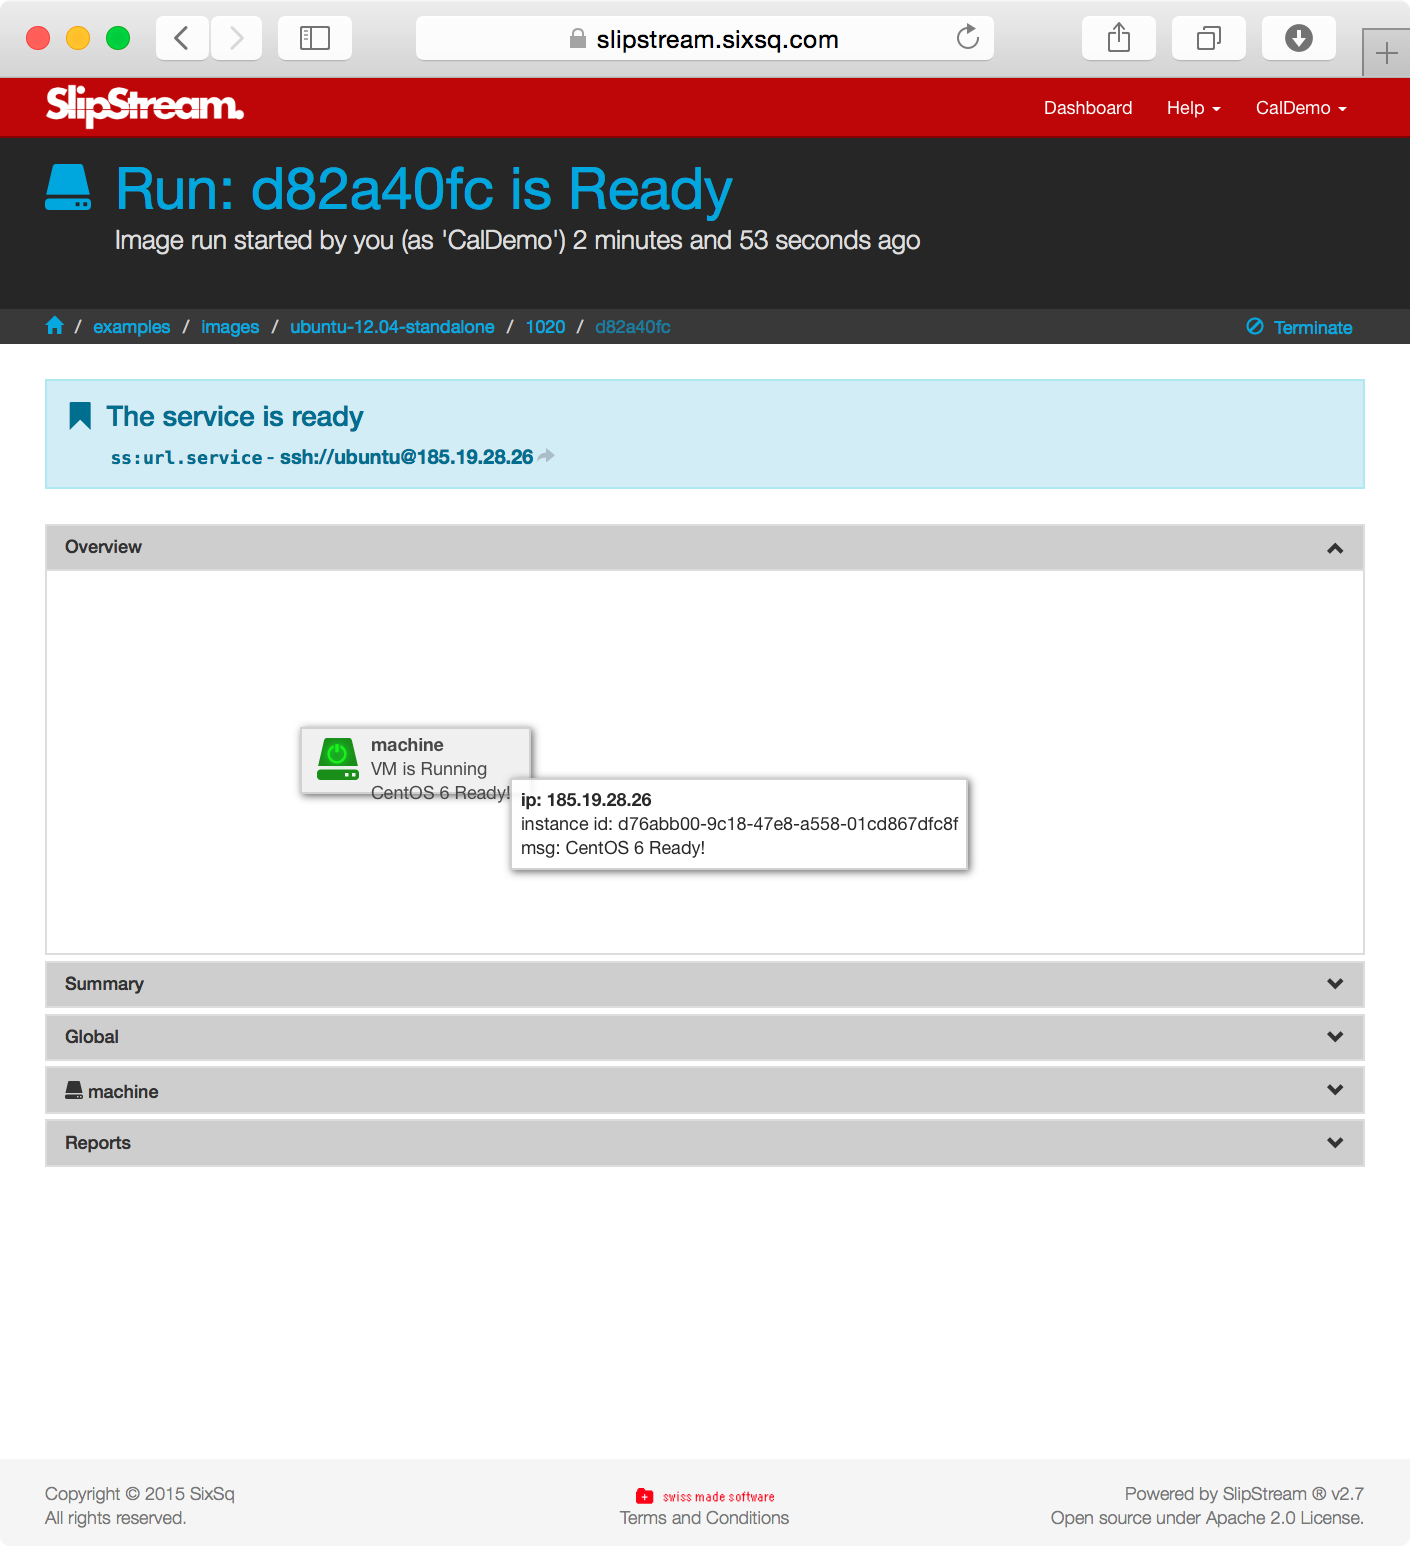 slipstream.sixsq.com
SlipStream.
Dashboard Help CalDemo
Run: d82a40fc is Ready
Image run started by you (as 'CalDemo') 2 minutes and 53 seconds ago
/ examples / images / ubuntu-12.04-standalone / 1020 / d82a40fc Terminate
The service is ready
ss:url.service - ssh://ubuntu@185.19.28.26
Overview
machine
VM is Running
CentOS 6 Ready!
ip: 185.19.28.26
instance id: d76abb00-9c18-47e8-a558-01cd867dfc8f
msg: CentOS 6 Ready!
Summary
Global
machine
Reports
Copyright © 2015 SixSq
All rights reserved.
swiss made software
Terms and Conditions
Powered by SlipStream ® v2.7
Open source under Apache 2.0 License.